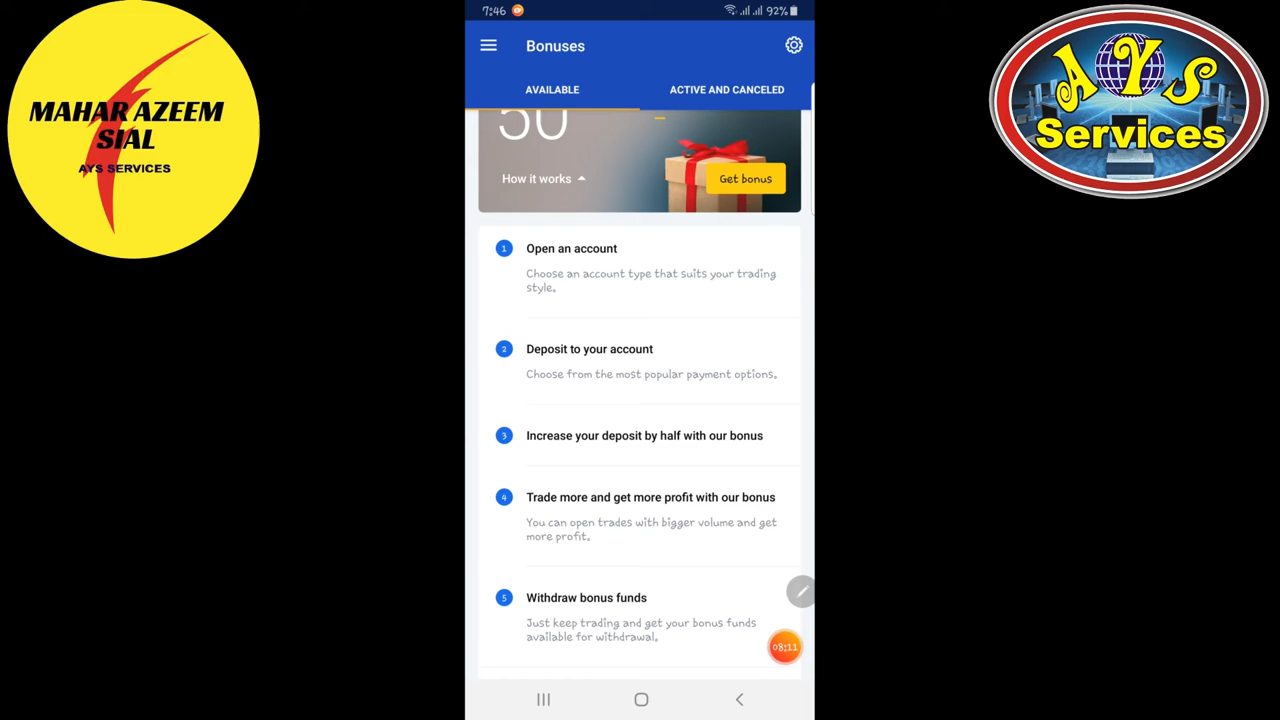 MAHAR AZEEM
SIAL
AYS SERVICES
AYS
Services
7:46
92%
Bonuses
AVAILABLE
ACTIVE AND CANCELED
50
How it works
Get bonus
1 Open an account
Choose an account type that suits your trading
style.
2 Deposit to your account
Choose from the most popular payment options.
3 Increase your deposit by half with our bonus
4 Trade more and get more profit with our bonus
You can open trades with bigger volume and get
more profit.
5 Withdraw bonus funds
Just keep trading and get your bonus funds
available for withdrawal.
08:11